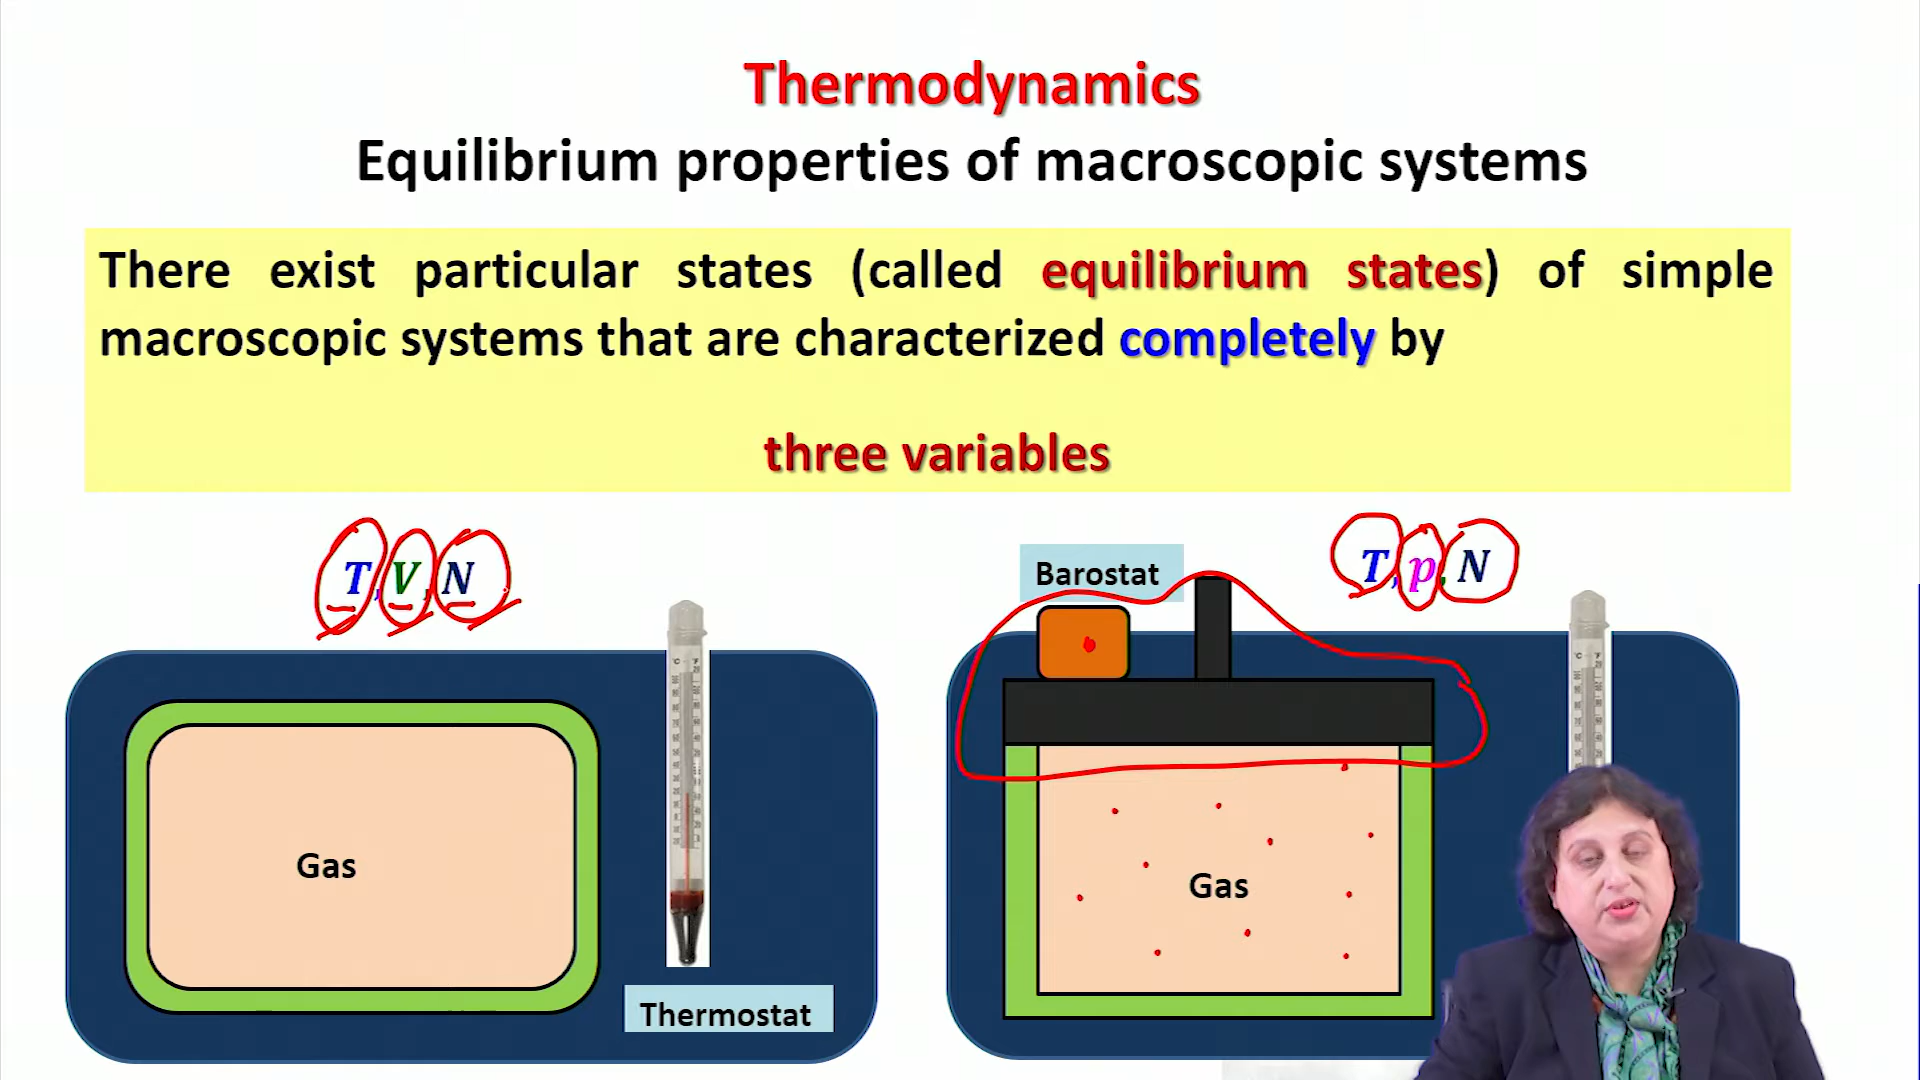 Thermodynamics
Equilibrium properties of macroscopic systems
There exist particular states (called equilibrium states) of simple
macroscopic systems that are characterized completely by
three variables
T, V, N
Barostat
T, p, N
Gas
Thermostat
Gas